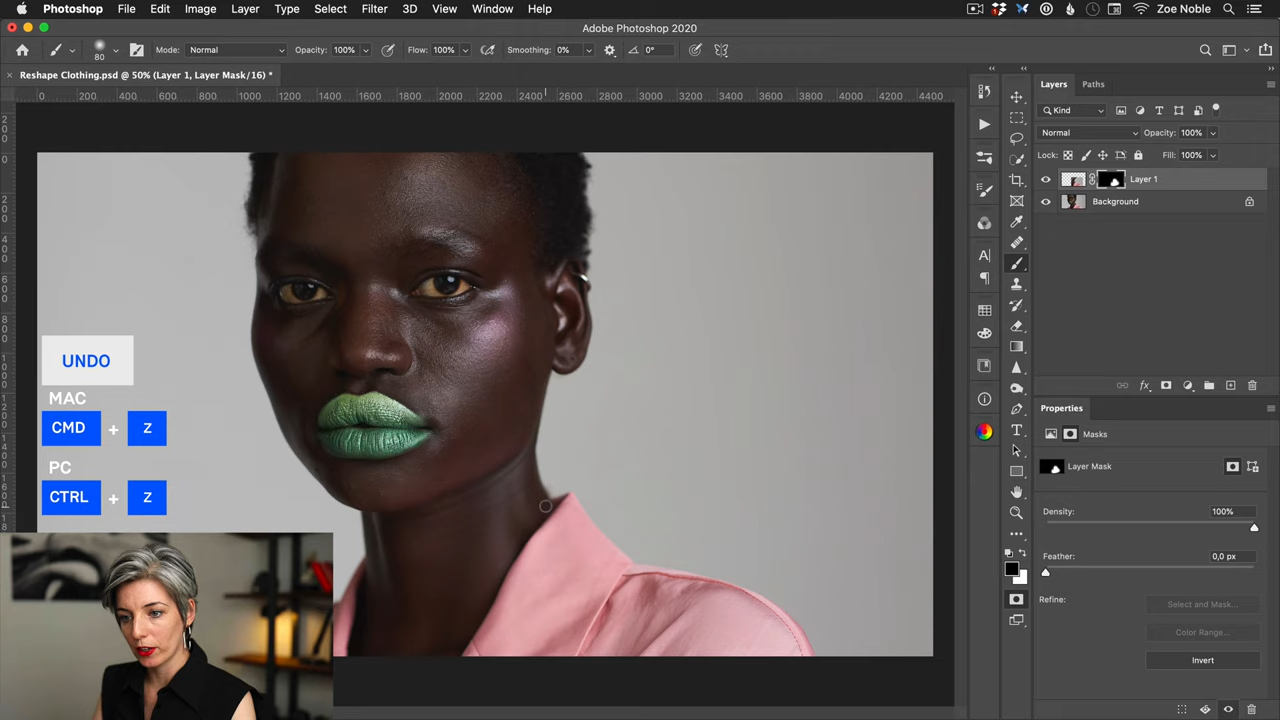 Photoshop File Edit Image Layer Type Select Filter 3D View Window Help Zoe Noble
Adobe Photoshop 2020
80 Mode: Normal Opacity: 100% Flow: 100% Smoothing: 0% 0°
Reshape Clothing.psd @ 50% (Layer 1, Layer Mask/16) *
0 200 400 600 800 1000 1200 1400 1600 1800 2000 2200 2400 2600 2800 3000 3200 3400 3600 3800 4000 4200 4400
Layers Paths
Kind
Normal Opacity: 100%
Lock: Fill: 100%
Layer 1
Background
UNDO
MAC
CMD + Z
PC
CTRL + Z
Properties
Masks
Layer Mask
Density: 100%
Feather: 0,0 px
Refine: Select and Mask...
Color Range...
Invert